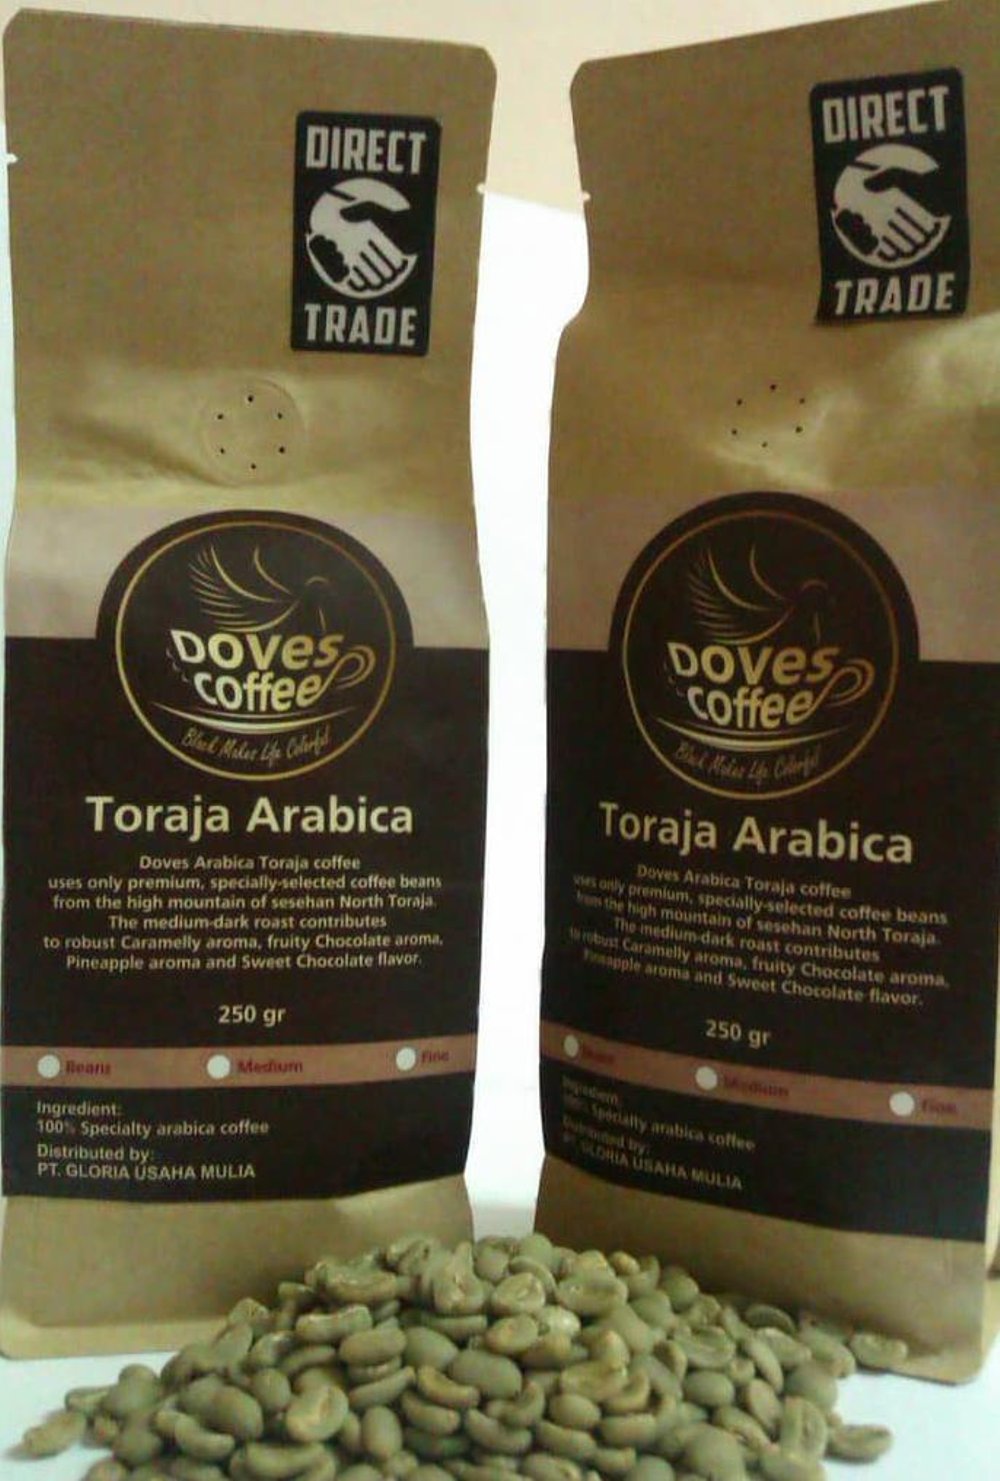 DIRECT
TRADE
DOVES
COFFEE
Black Makes Life Colorful
Toraja Arabica
Doves Arabica Toraja coffee
uses only premium, specially-selected coffee beans
from the high mountain of sesehan North Toraja.
The medium-dark roast contributes
to robust Caramelly aroma, fruity Chocolate aroma,
Pineapple aroma and Sweet Chocolate flavor.
250 gr
Beans Medium Fine
Ingredient:
100% Specialty arabica coffee
Distributed by:
PT. GLORIA USAHA MULIA
DIRECT
TRADE
DOVES
COFFEE
Black Makes Life Colorful
Toraja Arabica
Doves Arabica Toraja coffee
uses only premium, specially-selected coffee beans
from the high mountain of sesehan North Toraja.
The medium-dark roast contributes
to robust Caramelly aroma, fruity Chocolate aroma,
Pineapple aroma and Sweet Chocolate flavor.
250 gr
Beans Medium Fine
Ingredient:
100% Specialty arabica coffee
Distributed by:
PT. GLORIA USAHA MULIA